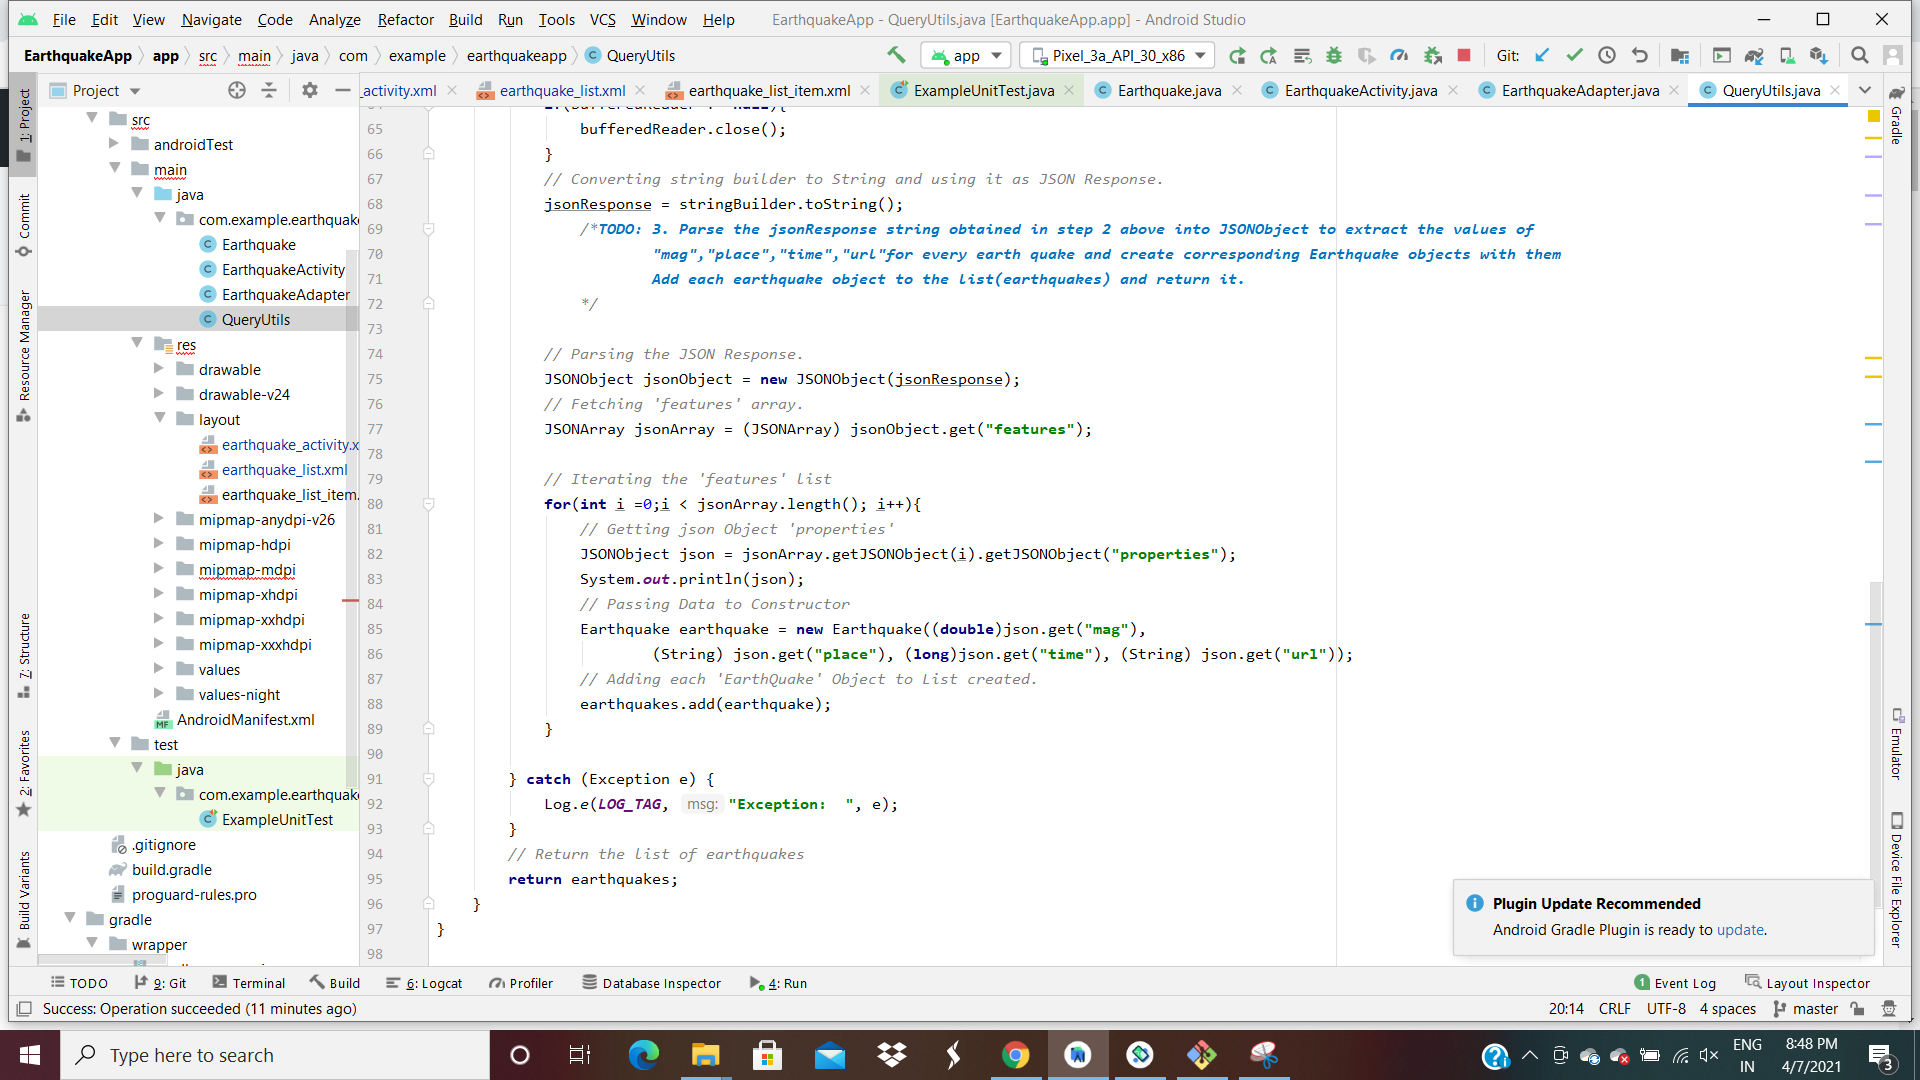 File Edit View Navigate Code Analyze Refactor Build Run Tools VCS Window Help EarthquakeApp - QueryUtils.java [EarthquakeApp.app] - Android Studio
EarthquakeApp app src main java com example earthquakeapp QueryUtils app Pixel_3a_API_30_x86 Git:
Project _activity.xml earthquake_list.xml earthquake_list_item.xml ExampleUnitTest.java Earthquake.java EarthquakeActivity.java EarthquakeAdapter.java QueryUtils.java
1: Project
Commit
Resource Manager
7: Structure
2: Favorites
Build Variants
src
androidTest
main
java
com.example.earthquake
Earthquake
EarthquakeActivity
EarthquakeAdapter
QueryUtils
res
drawable
drawable-v24
layout
earthquake_activity.x
earthquake_list.xml
earthquake_list_item.
mipmap-anydpi-v26
mipmap-hdpi
mipmap-mdpi
mipmap-xhdpi
mipmap-xxhdpi
mipmap-xxxhdpi
values
values-night
AndroidManifest.xml
test
java
com.example.earthquake
ExampleUnitTest
.gitignore
build.gradle
proguard-rules.pro
gradle
wrapper
65 bufferedReader.close();
66 }
67 // Converting string builder to String and using it as JSON Response.
68 jsonResponse = stringBuilder.toString();
69 /*TODO: 3. Parse the jsonResponse string obtained in step 2 above into JSONObject to extract the values of
70 "mag","place","time","url"for every earth quake and create corresponding Earthquake objects with them
71 Add each earthquake object to the list(earthquakes) and return it.
72 */
73
74 // Parsing the JSON Response.
75 JSONObject jsonObject = new JSONObject(jsonResponse);
76 // Fetching 'features' array.
77 JSONArray jsonArray = (JSONArray) jsonObject.get("features");
78
79 // Iterating the 'features' list
80 for(int i =0;i < jsonArray.length(); i++){
81 // Getting json Object 'properties'
82 JSONObject json = jsonArray.getJSONObject(i).getJSONObject("properties");
83 System.out.println(json);
84 // Passing Data to Constructor
85 Earthquake earthquake = new Earthquake((double)json.get("mag"),
86 (String) json.get("place"), (long)json.get("time"), (String) json.get("url"));
87 // Adding each 'EarthQuake' Object to List created.
88 earthquakes.add(earthquake);
89 }
90
91 } catch (Exception e) {
92 Log.e(LOG_TAG, msg: "Exception:  ", e);
93 }
94 // Return the list of earthquakes
95 return earthquakes;
96 }
97 }
98
Gradle
Emulator
Device File Explorer
Plugin Update Recommended
Android Gradle Plugin is ready to update.
TODO 9: Git Terminal Build 6: Logcat Profiler Database Inspector 4: Run 1 Event Log Layout Inspector
Success: Operation succeeded (11 minutes ago) 20:14 CRLF UTF-8 4 spaces master
Type here to search
ENG
IN
8:48 PM
4/7/2021
3